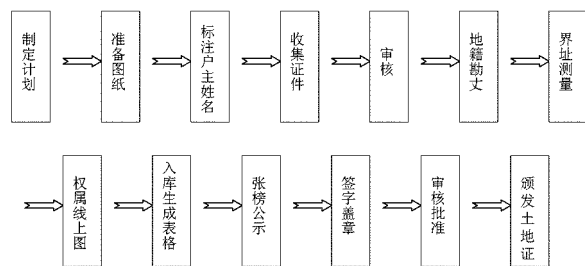 制定计划
准备图纸
标注户主姓名
收集证件
审核
地籍勘丈
界址测量
权属线上图
入库生成表格
张榜公示
签字盖章
审核批准
颁发土地证